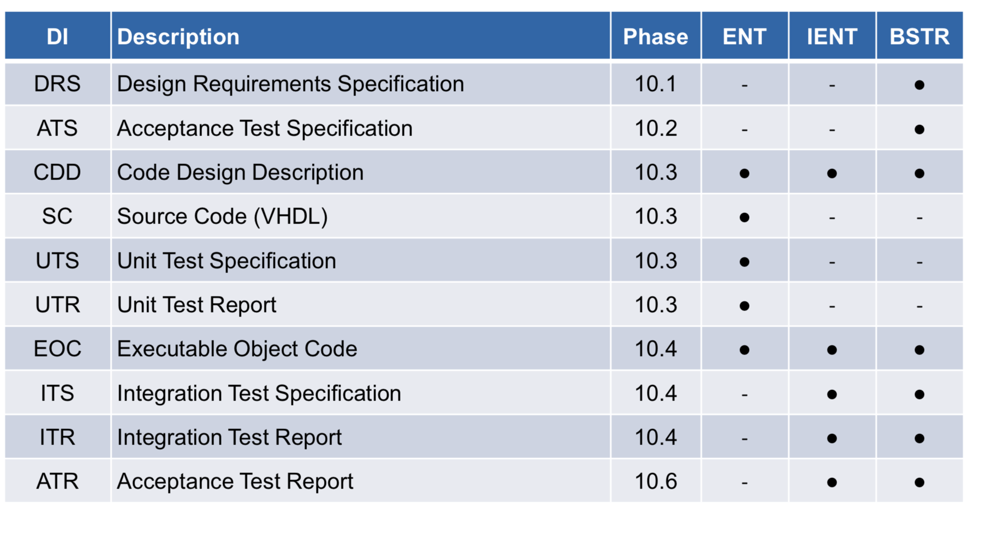 DI Description Phase ENT IENT BSTR
DRS Design Requirements Specification 10.1 - - ●
ATS Acceptance Test Specification 10.2 - - ●
CDD Code Design Description 10.3 ● ● ●
SC Source Code (VHDL) 10.3 ● - -
UTS Unit Test Specification 10.3 ● - -
UTR Unit Test Report 10.3 ● - -
EOC Executable Object Code 10.4 ● ● ●
ITS Integration Test Specification 10.4 - ● ●
ITR Integration Test Report 10.4 - ● ●
ATR Acceptance Test Report 10.6 - ● ●